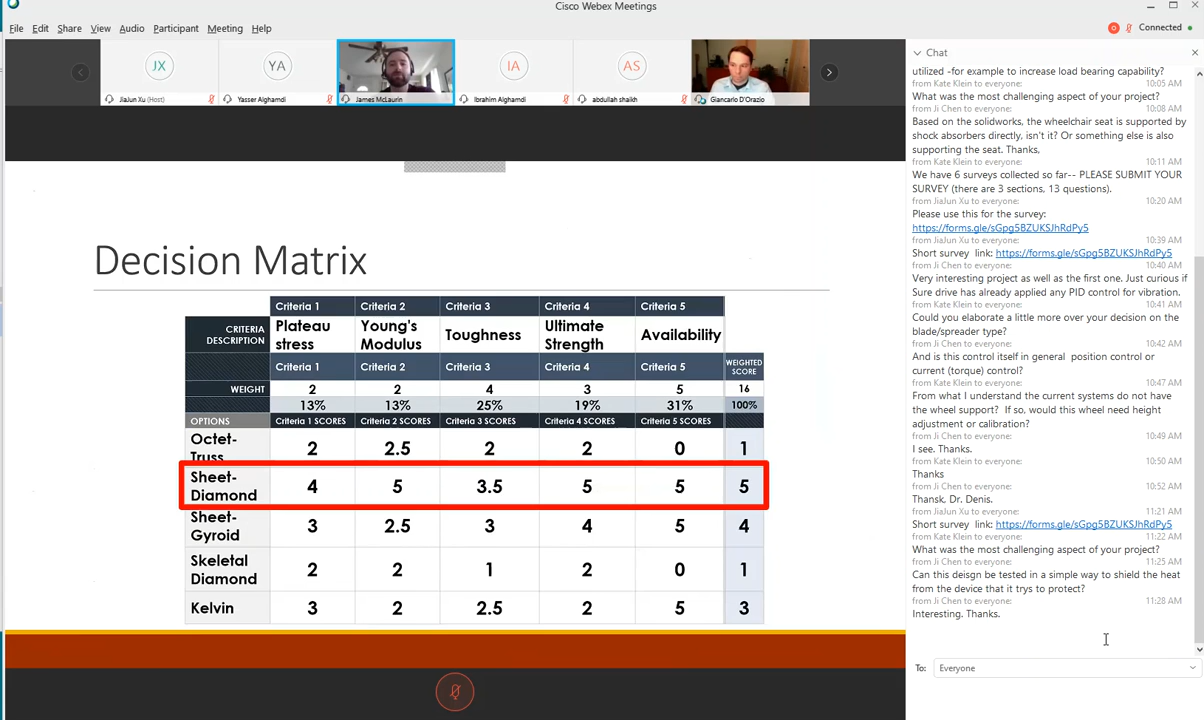 Cisco Webex Meetings
File Edit Share View Audio Participant Meeting Help
Connected
JX
YA
IA
AS
JiaJun Xu (Host)
Yasser Alghamdi
James McLaurin
Ibrahim Alghamdi
abdullah shaikh
Giancarlo D'Orazio
Decision Matrix
Criteria 1 Criteria 2 Criteria 3 Criteria 4 Criteria 5
CRITERIA
DESCRIPTION
Plateau
stress
Young's
Modulus
Toughness
Ultimate
Strength
Availability
Criteria 1 Criteria 2 Criteria 3 Criteria 4 Criteria 5
WEIGHTED
SCORE
WEIGHT 2 2 4 3 5 16
13% 13% 25% 19% 31% 100%
OPTIONS Criteria 1 SCORES Criteria 2 SCORES Criteria 3 SCORES Criteria 4 SCORES Criteria 5 SCORES
Octet-
Truss
2 2.5 2 2 0 1
Sheet-
Diamond
4 5 3.5 5 5 5
Sheet-
Gyroid
3 2.5 3 4 5 4
Skeletal
Diamond
2 2 1 2 0 1
Kelvin 3 2 2.5 2 5 3
Chat
utilized -for example to increase load bearing capability?
from Kate Klein to everyone: 10:05 AM
What was the most challenging aspect of your project?
from Ji Chen to everyone: 10:08 AM
Based on the solidworks, the wheelchair seat is supported by
shock absorbers directly, isn't it? Or something else is also
supporting the seat. Thanks,
from Kate Klein to everyone: 10:11 AM
We have 6 surveys collected so far-- PLEASE SUBMIT YOUR
SURVEY (there are 3 sections, 13 questions).
from JiaJun Xu to everyone: 10:20 AM
Please use this for the survey:
https://forms.gle/sGpg5BZUKSJhRdPy5
from JiaJun Xu to everyone: 10:39 AM
Short survey link: https://forms.gle/sGpg5BZUKSJhRdPy5
from Ji Chen to everyone: 10:40 AM
Very interesting project as well as the first one. Just curious if
Sure drive has already applied any PID control for vibration.
from Kate Klein to everyone: 10:41 AM
Could you elaborate a little more over your decision on the
blade/spreader type?
from Ji Chen to everyone: 10:42 AM
And is this control itself in general position control or
current (torque) control?
from Kate Klein to everyone: 10:47 AM
From what I understand the current systems do not have
the wheel support? If so, would this wheel need height
adjustment or calibration?
from Ji Chen to everyone: 10:49 AM
I see. Thanks.
from Kate Klein to everyone: 10:50 AM
Thanks
from Ji Chen to everyone: 10:52 AM
Thansk, Dr. Denis.
from JiaJun Xu to everyone: 11:21 AM
Short survey link: https://forms.gle/sGpg5BZUKSJhRdPy5
from Kate Klein to everyone: 11:22 AM
What was the most challenging aspect of your project?
from Ji Chen to everyone: 11:25 AM
Can this deisgn be tested in a simple way to shield the heat
from the device that it trys to protect?
from Ji Chen to everyone: 11:28 AM
Interesting. Thanks.
To: Everyone